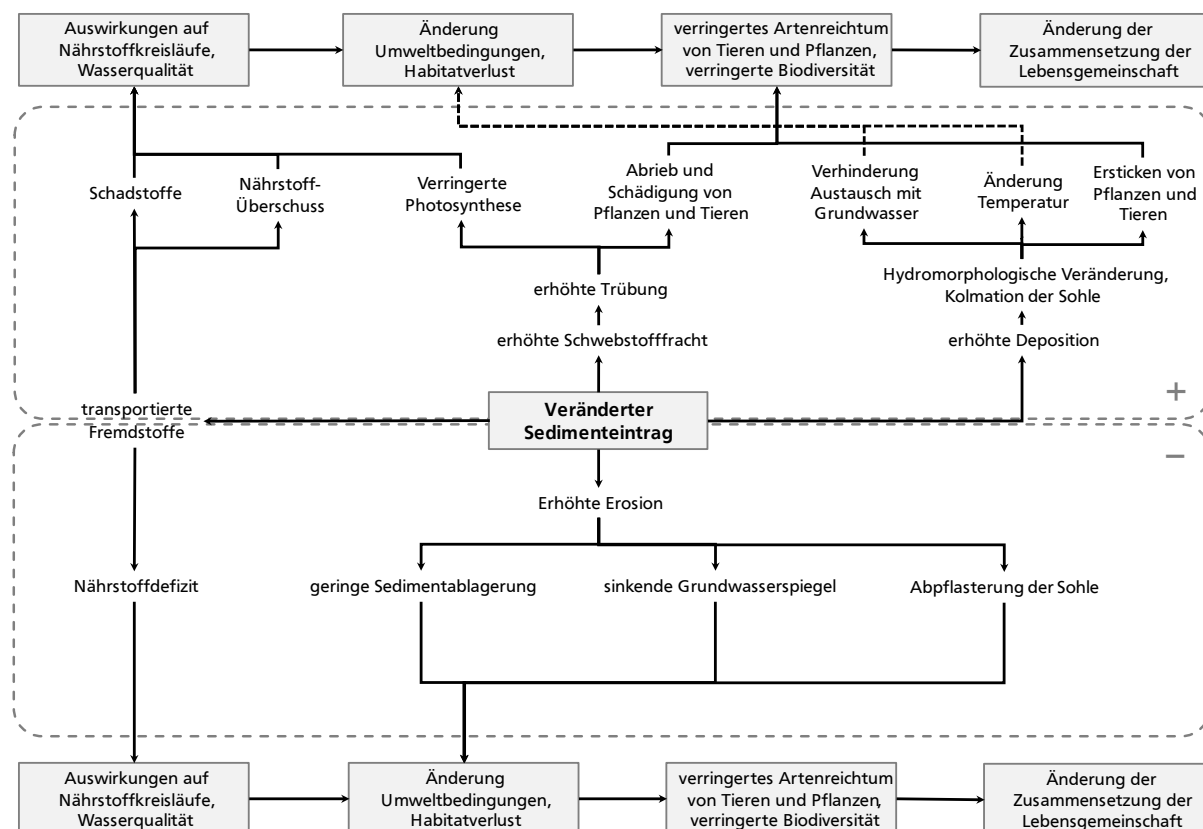 Auswirkungen auf
Nährstoffkreisläufe,
Wasserqualität
Änderung
Umweltbedingungen,
Habitatverlust
verringertes Artenreichtum
von Tieren und Pflanzen,
verringerte Biodiversität
Änderung der
Zusammensetzung der
Lebensgemeinschaft
Schadstoffe
Nährstoff-
Überschuss
Verringerte
Photosynthese
Abrieb und
Schädigung von
Pflanzen und Tieren
Verhinderung
Austausch mit
Grundwasser
Änderung
Temperatur
Ersticken von
Pflanzen und
Tieren
erhöhte Trübung
Hydromorphologische Veränderung,
Kolmation der Sohle
erhöhte Schwebstofffracht
erhöhte Deposition
transportierte
Fremdstoffe
Veränderter
Sedimenteintrag
+
−
Erhöhte Erosion
Nährstoffdefizit
geringe Sedimentablagerung
sinkende Grundwasserspiegel
Abpflasterung der Sohle
Auswirkungen auf
Nährstoffkreisläufe,
Wasserqualität
Änderung
Umweltbedingungen,
Habitatverlust
verringertes Artenreichtum
von Tieren und Pflanzen,
verringerte Biodiversität
Änderung der
Zusammensetzung der
Lebensgemeinschaft